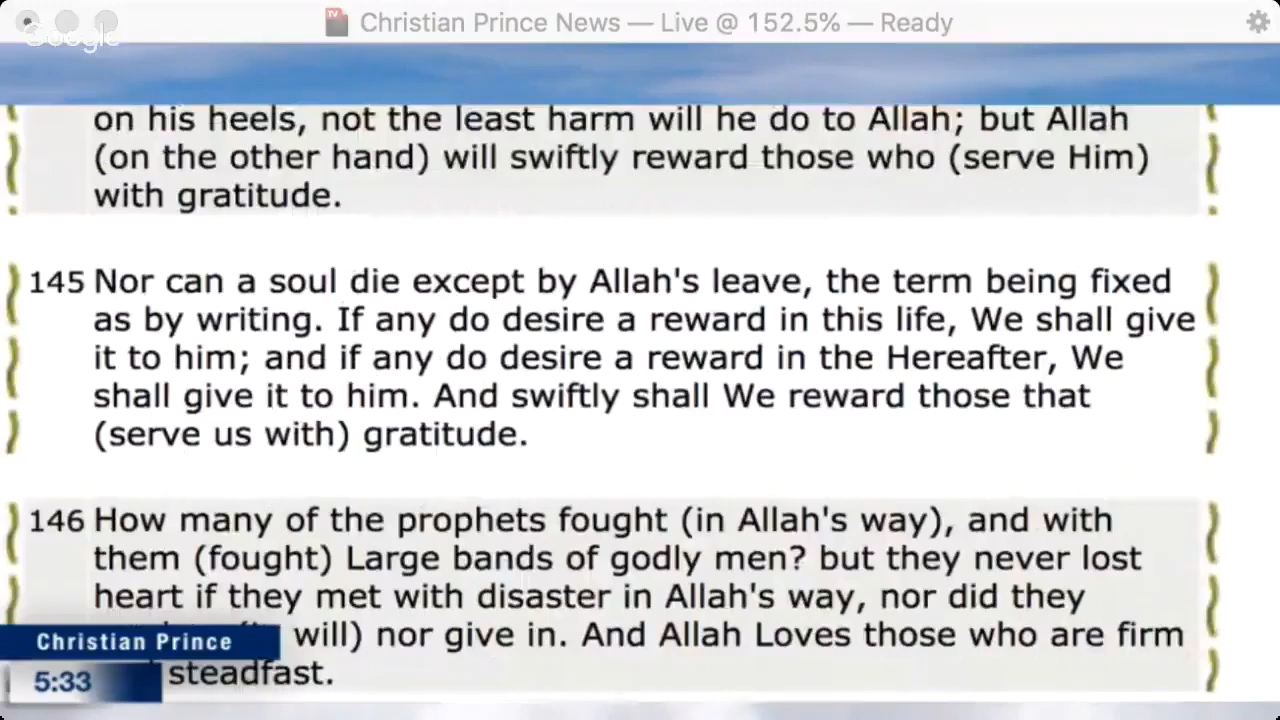 Christian Prince News — Live @ 152.5% — Ready
Google
on his heels, not the least harm will he do to Allah; but Allah
(on the other hand) will swiftly reward those who (serve Him)
with gratitude.
145 Nor can a soul die except by Allah's leave, the term being fixed
as by writing. If any do desire a reward in this life, We shall give
it to him; and if any do desire a reward in the Hereafter, We
shall give it to him. And swiftly shall We reward those that
(serve us with) gratitude.
146 How many of the prophets fought (in Allah's way), and with
them (fought) Large bands of godly men? but they never lost
heart if they met with disaster in Allah's way, nor did they
will) nor give in. And Allah Loves those who are firm
steadfast.
Christian Prince
5:33